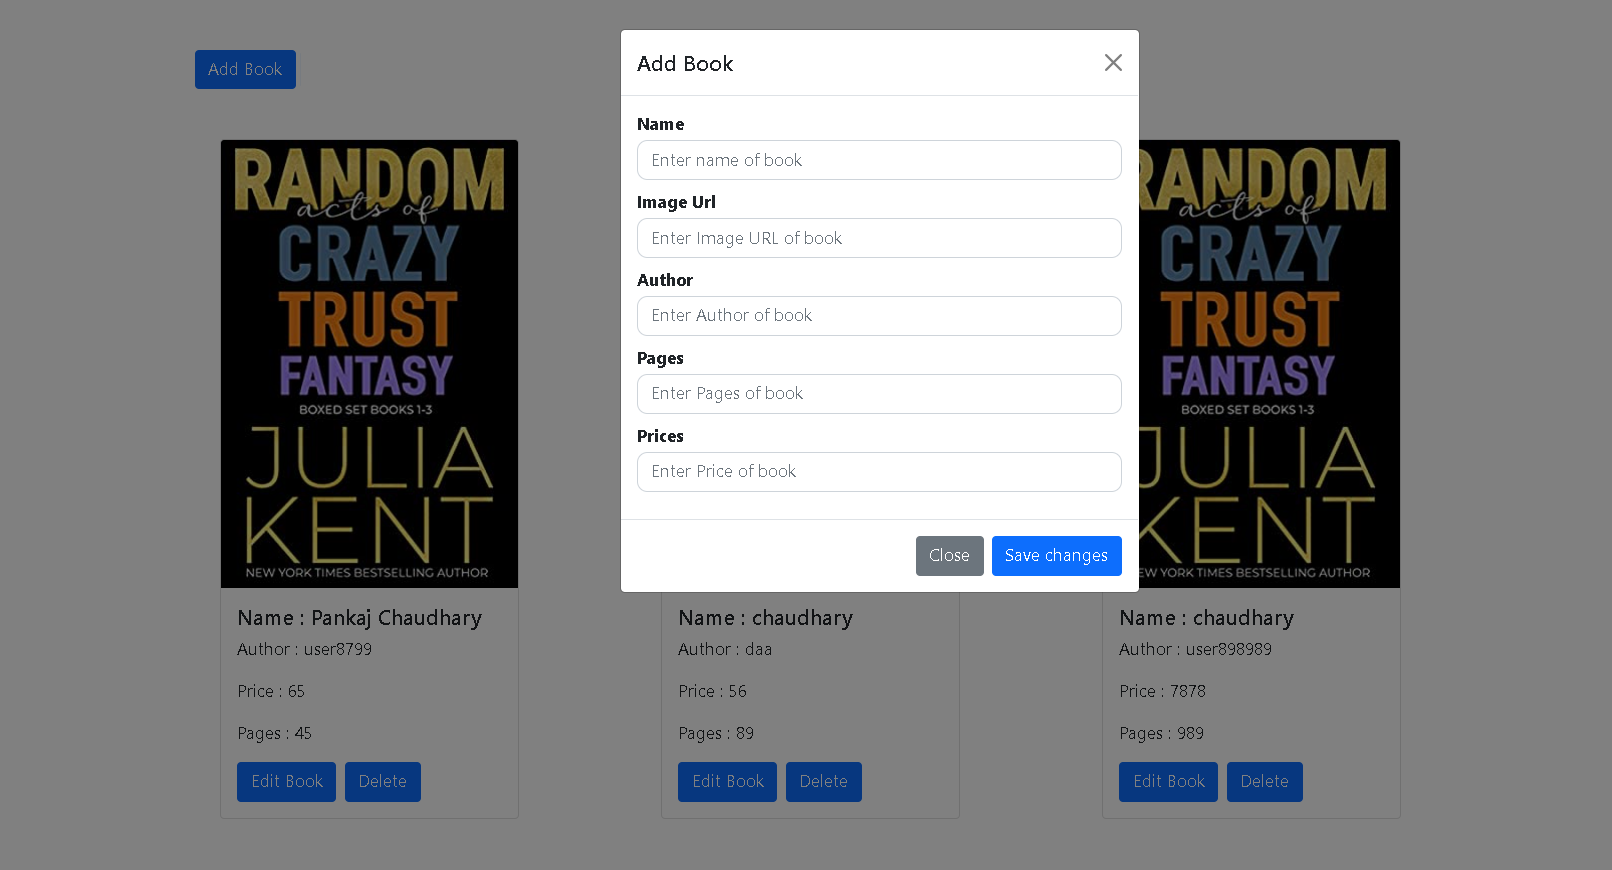 Add Book
Add Book
Name
Enter name of book
Image Url
Enter Image URL of book
Author
Enter Author of book
Pages
Enter Pages of book
Prices
Enter Price of book
Close
Save changes
RANDOM
acts of
CRAZY
TRUST
FANTASY
BOXED SET BOOKS 1-3
JULIA
KENT
NEW YORK TIMES BESTSELLING AUTHOR
Name : Pankaj Chaudhary
Author : user8799
Price : 65
Pages : 45
Edit Book
Delete
Name : chaudhary
Author : daa
Price : 56
Pages : 89
Edit Book
Delete
RANDOM
acts of
CRAZY
TRUST
FANTASY
BOXED SET BOOKS 1-3
JULIA
KENT
NEW YORK TIMES BESTSELLING AUTHOR
Name : chaudhary
Author : user898989
Price : 7878
Pages : 989
Edit Book
Delete